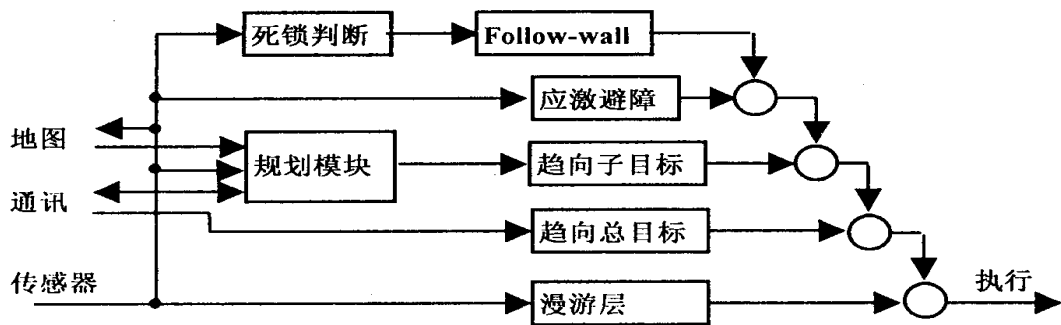 死锁判断
Follow-wall
应激避障
地图
规划模块
趋向子目标
通讯
趋向总目标
传感器
漫游层
执行